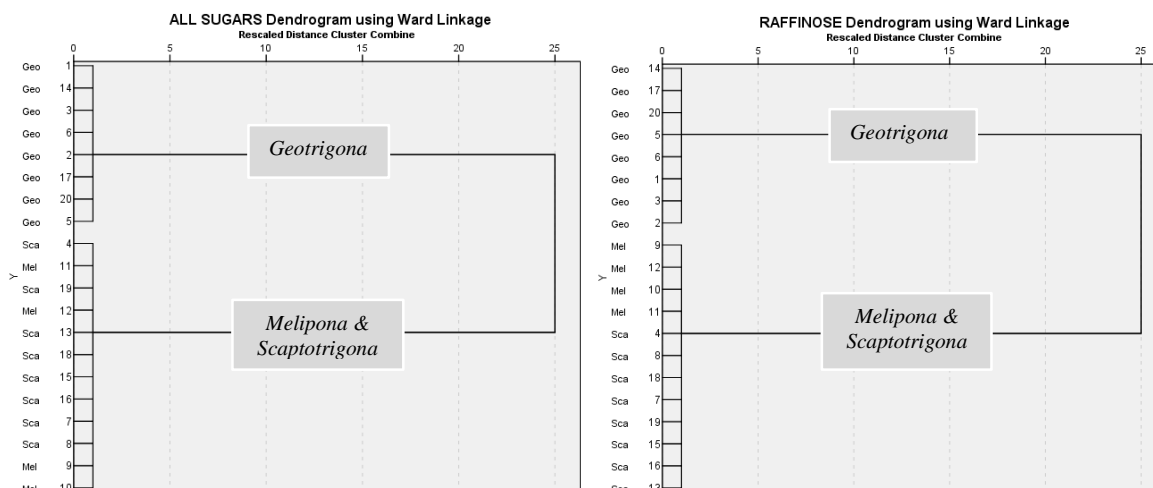 ALL SUGARS Dendrogram using Ward Linkage
Rescaled Distance Cluster Combine
0 5 10 15 20 25
Y
Geo 1
Geo 14
Geo 3
Geo 6
Geo 2
Geo 17
Geo 20
Geo 5
Sca 4
Mel 11
Sca 19
Mel 12
Sca 13
Sca 18
Sca 15
Sca 16
Sca 7
Sca 8
Mel 9
Mel 10
Geotrigona
Melipona &
Scaptotrigona
RAFFINOSE Dendrogram using Ward Linkage
Rescaled Distance Cluster Combine
0 5 10 15 20 25
Y
Geo 14
Geo 17
Geo 20
Geo 5
Geo 6
Geo 1
Geo 3
Geo 2
Mel 9
Mel 12
Mel 10
Mel 11
Sca 4
Sca 8
Sca 18
Sca 7
Sca 19
Sca 15
Sca 16
Sca 13
Geotrigona
Melipona &
Scaptotrigona